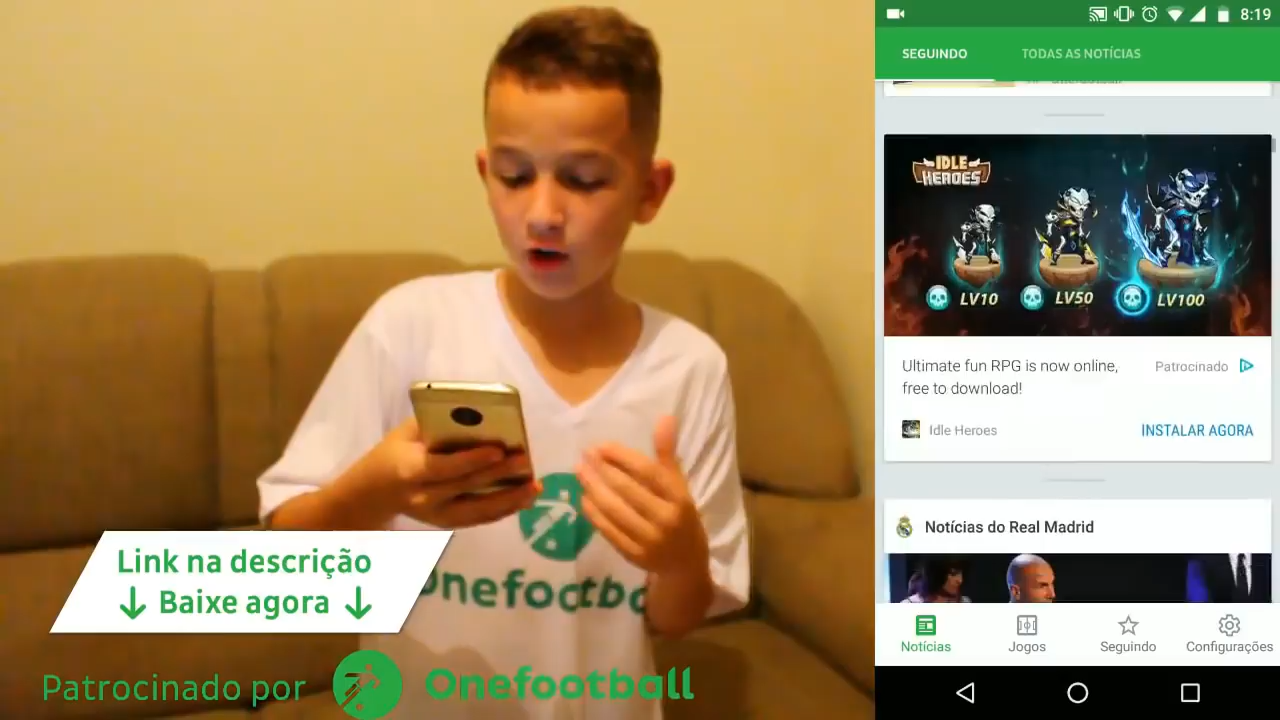 8:19
SEGUINDO
TODAS AS NOTÍCIAS
IDLE
HEROES
LV10
LV50
LV100
Ultimate fun RPG is now online,
free to download!
Patrocinado
Idle Heroes
INSTALAR AGORA
Notícias do Real Madrid
Notícias
Jogos
Seguindo
Configurações
Link na descrição
↓ Baixe agora ↓
Patrocinado por
Onefootball